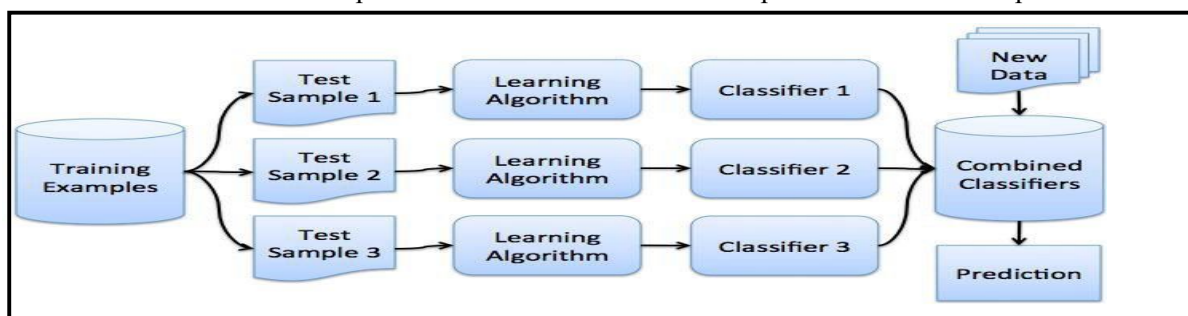 Training
Examples
Test
Sample 1
Learning
Algorithm
Classifier 1
Test
Sample 2
Learning
Algorithm
Classifier 2
Test
Sample 3
Learning
Algorithm
Classifier 3
New
Data
Combined
Classifiers
Prediction